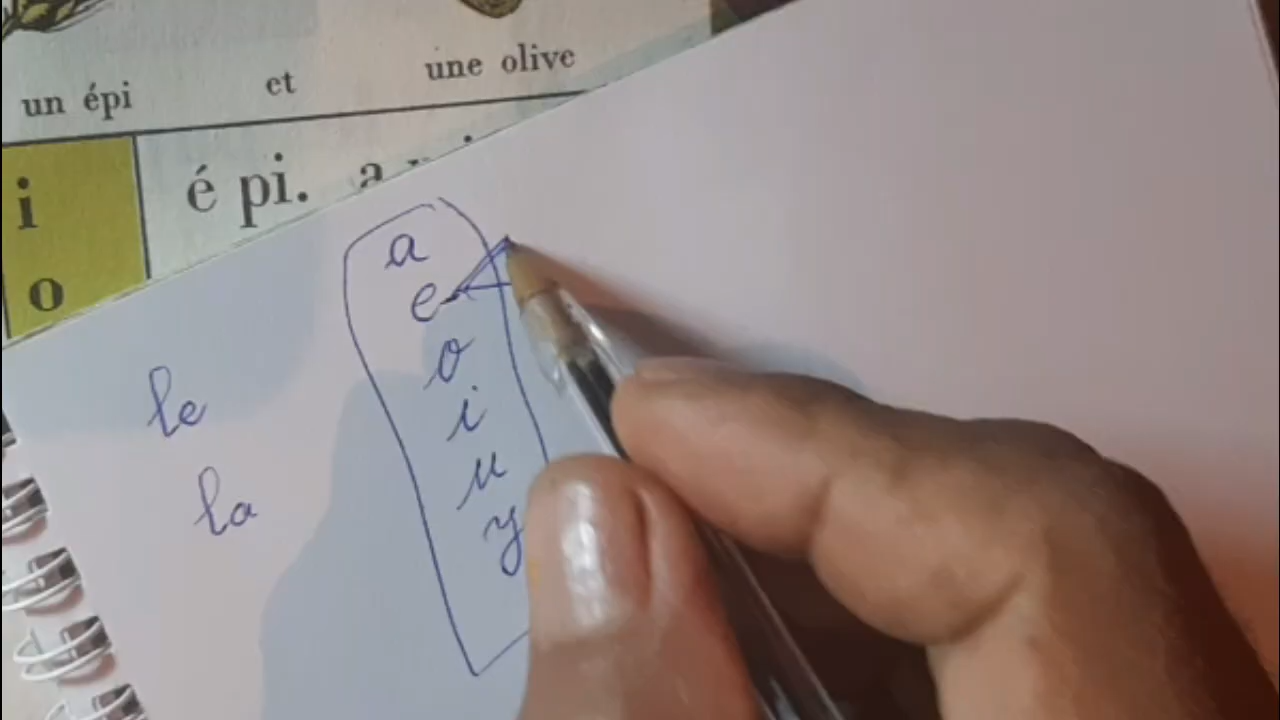 un épi et une olive
i
é pi.
o
a
e
o
i
u
y
le
la